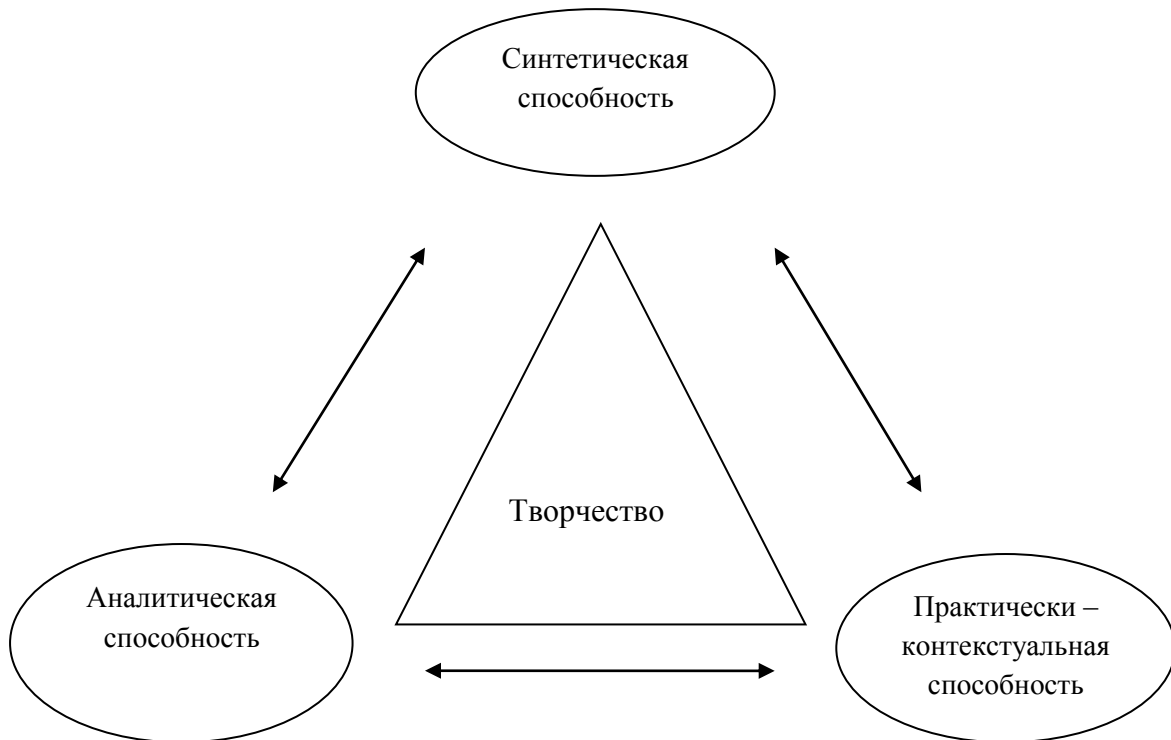 Синтетическая
способность
Творчество
Аналитическая
способность
Практически –
контекстуальная
способность